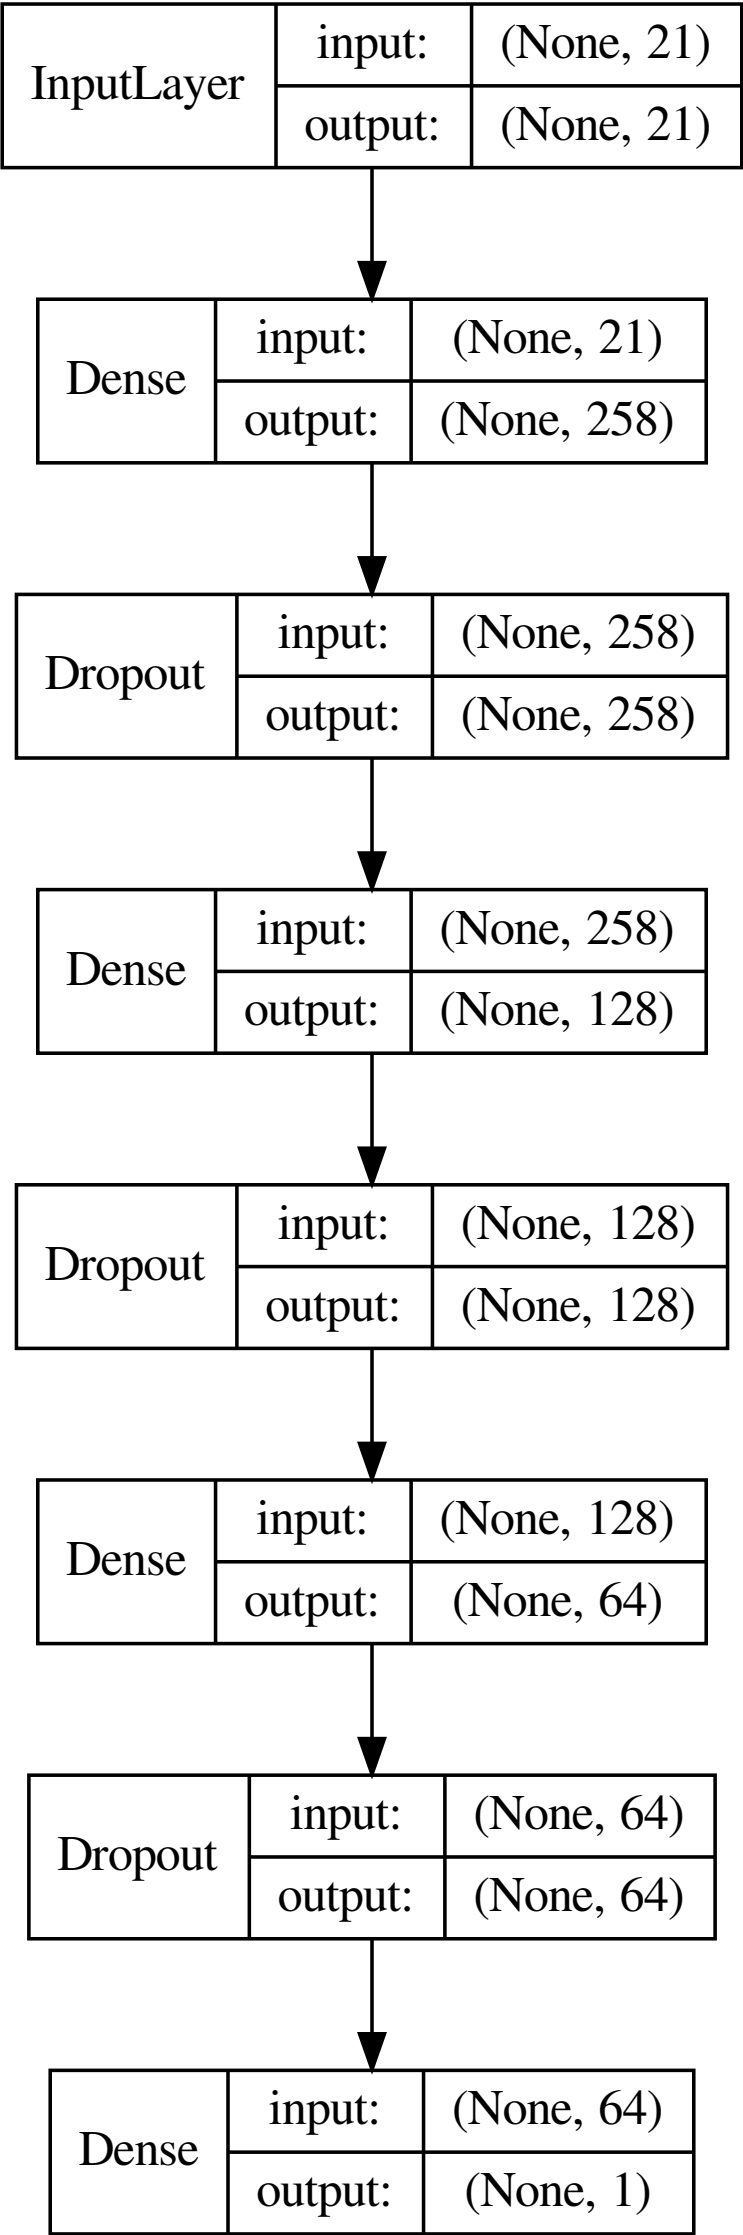 InputLayer
input: (None, 21)
output: (None, 21)
Dense
input: (None, 21)
output: (None, 258)
Dropout
input: (None, 258)
output: (None, 258)
Dense
input: (None, 258)
output: (None, 128)
Dropout
input: (None, 128)
output: (None, 128)
Dense
input: (None, 128)
output: (None, 64)
Dropout
input: (None, 64)
output: (None, 64)
Dense
input: (None, 64)
output: (None, 1)